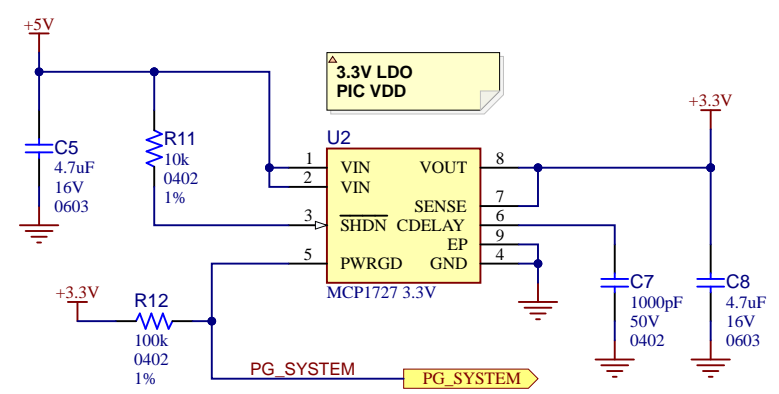 +5V
3.3V LDO
PIC VDD
+3.3V
U2
C5
4.7uF
16V
0603
R11
10k
0402
1%
1 VIN VOUT 8
2 VIN
SENSE 7
3 SHDN CDELAY 6
EP 9
5 PWRGD GND 4
MCP1727 3.3V
C7
1000pF
50V
0402
C8
4.7uF
16V
0603
+3.3V
R12
100k
0402
1%
PG_SYSTEM
PG_SYSTEM